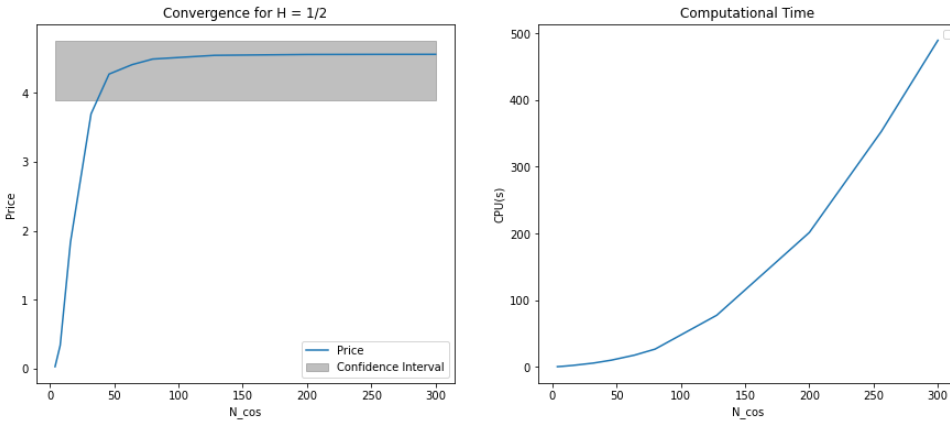 Convergence for H = 1/2
Price
4
3
2
1
0
0 50 100 150 200 250 300
N_cos
Price
Confidence Interval
Computational Time
CPU(s)
500
400
300
200
100
0
0 50 100 150 200 250 300
N_cos